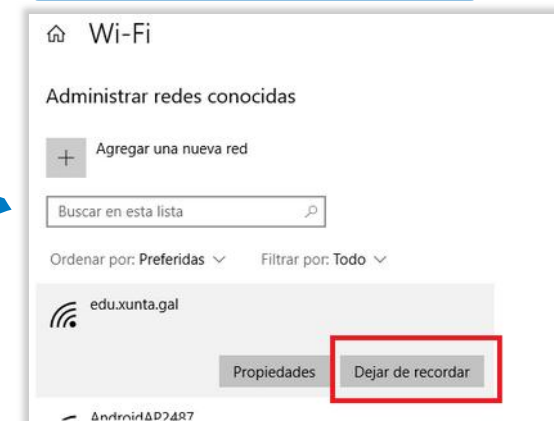 Wi-Fi
Administrar redes conocidas
Agregar una nueva red
Buscar en esta lista
Ordenar por: Preferidas Filtrar por: Todo
edu.xunta.gal
Propiedades Dejar de recordar
AndroidAP2487